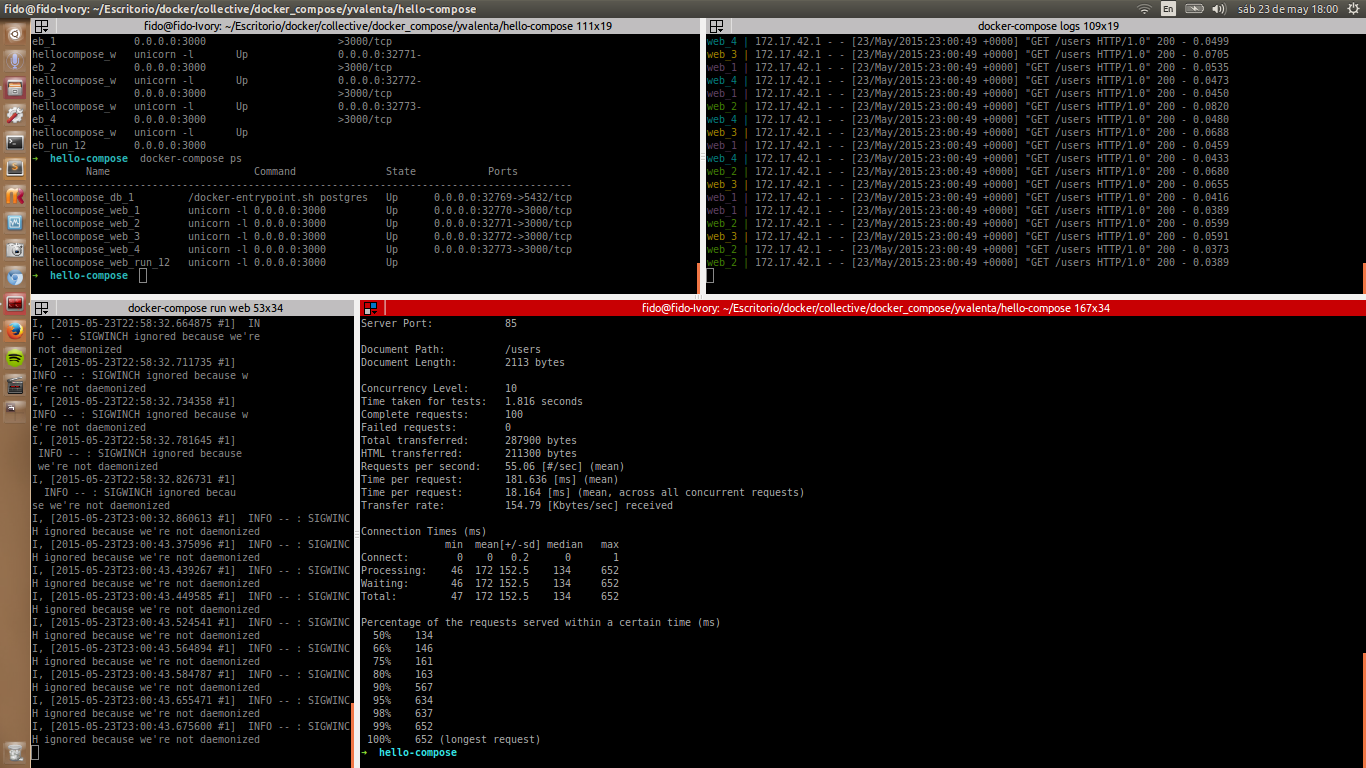 fido@fido-Ivory: ~/Escritorio/docker/collective/docker_compose/yvalenta/hello-compose
En
sáb 23 de may 18:00
fido@fido-Ivory: ~/Escritorio/docker/collective/docker_compose/yvalenta/hello-compose 111x19
eb_1 0.0.0.0:3000 >3000/tcp
hellocompose_w unicorn -l Up 0.0.0.0:32771-
eb_2 0.0.0.0:3000 >3000/tcp
hellocompose_w unicorn -l Up 0.0.0.0:32772-
eb_3 0.0.0.0:3000 >3000/tcp
hellocompose_w unicorn -l Up 0.0.0.0:32773-
eb_4 0.0.0.0:3000 >3000/tcp
hellocompose_w unicorn -l Up
eb_run_12 0.0.0.0:3000
➜ hello-compose docker-compose ps
Name Command State Ports
------------------------------------------------------------------------------------------
hellocompose_db_1 /docker-entrypoint.sh postgres Up 0.0.0.0:32769->5432/tcp
hellocompose_web_1 unicorn -l 0.0.0.0:3000 Up 0.0.0.0:32770->3000/tcp
hellocompose_web_2 unicorn -l 0.0.0.0:3000 Up 0.0.0.0:32771->3000/tcp
hellocompose_web_3 unicorn -l 0.0.0.0:3000 Up 0.0.0.0:32772->3000/tcp
hellocompose_web_4 unicorn -l 0.0.0.0:3000 Up 0.0.0.0:32773->3000/tcp
hellocompose_web_run_12 unicorn -l 0.0.0.0:3000 Up
➜ hello-compose
docker-compose logs 109x19
web_4 | 172.17.42.1 - - [23/May/2015:23:00:49 +0000] "GET /users HTTP/1.0" 200 - 0.0499
web_3 | 172.17.42.1 - - [23/May/2015:23:00:49 +0000] "GET /users HTTP/1.0" 200 - 0.0705
web_1 | 172.17.42.1 - - [23/May/2015:23:00:49 +0000] "GET /users HTTP/1.0" 200 - 0.0535
web_4 | 172.17.42.1 - - [23/May/2015:23:00:49 +0000] "GET /users HTTP/1.0" 200 - 0.0473
web_1 | 172.17.42.1 - - [23/May/2015:23:00:49 +0000] "GET /users HTTP/1.0" 200 - 0.0450
web_2 | 172.17.42.1 - - [23/May/2015:23:00:49 +0000] "GET /users HTTP/1.0" 200 - 0.0820
web_4 | 172.17.42.1 - - [23/May/2015:23:00:49 +0000] "GET /users HTTP/1.0" 200 - 0.0480
web_3 | 172.17.42.1 - - [23/May/2015:23:00:49 +0000] "GET /users HTTP/1.0" 200 - 0.0688
web_1 | 172.17.42.1 - - [23/May/2015:23:00:49 +0000] "GET /users HTTP/1.0" 200 - 0.0459
web_4 | 172.17.42.1 - - [23/May/2015:23:00:49 +0000] "GET /users HTTP/1.0" 200 - 0.0433
web_2 | 172.17.42.1 - - [23/May/2015:23:00:49 +0000] "GET /users HTTP/1.0" 200 - 0.0680
web_3 | 172.17.42.1 - - [23/May/2015:23:00:49 +0000] "GET /users HTTP/1.0" 200 - 0.0655
web_1 | 172.17.42.1 - - [23/May/2015:23:00:49 +0000] "GET /users HTTP/1.0" 200 - 0.0416
web_1 | 172.17.42.1 - - [23/May/2015:23:00:49 +0000] "GET /users HTTP/1.0" 200 - 0.0389
web_2 | 172.17.42.1 - - [23/May/2015:23:00:49 +0000] "GET /users HTTP/1.0" 200 - 0.0599
web_3 | 172.17.42.1 - - [23/May/2015:23:00:49 +0000] "GET /users HTTP/1.0" 200 - 0.0591
web_2 | 172.17.42.1 - - [23/May/2015:23:00:49 +0000] "GET /users HTTP/1.0" 200 - 0.0373
web_2 | 172.17.42.1 - - [23/May/2015:23:00:49 +0000] "GET /users HTTP/1.0" 200 - 0.0389
docker-compose run web 53x34
I, [2015-05-23T22:58:32.664875 #1] IN
FO -- : SIGWINCH ignored because we're
not daemonized
I, [2015-05-23T22:58:32.711735 #1]
INFO -- : SIGWINCH ignored because w
e're not daemonized
I, [2015-05-23T22:58:32.734358 #1]
INFO -- : SIGWINCH ignored because w
e're not daemonized
I, [2015-05-23T22:58:32.781645 #1]
INFO -- : SIGWINCH ignored because
we're not daemonized
I, [2015-05-23T22:58:32.826731 #1]
INFO -- : SIGWINCH ignored becau
se we're not daemonized
I, [2015-05-23T23:00:32.860613 #1] INFO -- : SIGWINC
H ignored because we're not daemonized
I, [2015-05-23T23:00:43.375096 #1] INFO -- : SIGWINC
H ignored because we're not daemonized
I, [2015-05-23T23:00:43.439267 #1] INFO -- : SIGWINC
H ignored because we're not daemonized
I, [2015-05-23T23:00:43.449585 #1] INFO -- : SIGWINC
H ignored because we're not daemonized
I, [2015-05-23T23:00:43.524541 #1] INFO -- : SIGWINC
H ignored because we're not daemonized
I, [2015-05-23T23:00:43.564894 #1] INFO -- : SIGWINC
H ignored because we're not daemonized
I, [2015-05-23T23:00:43.584787 #1] INFO -- : SIGWINC
H ignored because we're not daemonized
I, [2015-05-23T23:00:43.655471 #1] INFO -- : SIGWINC
H ignored because we're not daemonized
I, [2015-05-23T23:00:43.675600 #1] INFO -- : SIGWINC
H ignored because we're not daemonized
fido@fido-Ivory: ~/Escritorio/docker/collective/docker_compose/yvalenta/hello-compose 167x34
Server Port: 85
Document Path: /users
Document Length: 2113 bytes
Concurrency Level: 10
Time taken for tests: 1.816 seconds
Complete requests: 100
Failed requests: 0
Total transferred: 287900 bytes
HTML transferred: 211300 bytes
Requests per second: 55.06 [#/sec] (mean)
Time per request: 181.636 [ms] (mean)
Time per request: 18.164 [ms] (mean, across all concurrent requests)
Transfer rate: 154.79 [Kbytes/sec] received
Connection Times (ms)
min mean[+/-sd] median max
Connect: 0 0 0.2 0 1
Processing: 46 172 152.5 134 652
Waiting: 46 172 152.5 134 652
Total: 47 172 152.5 134 652
Percentage of the requests served within a certain time (ms)
50% 134
66% 146
75% 161
80% 163
90% 567
95% 634
98% 637
99% 652
100% 652 (longest request)
➜ hello-compose